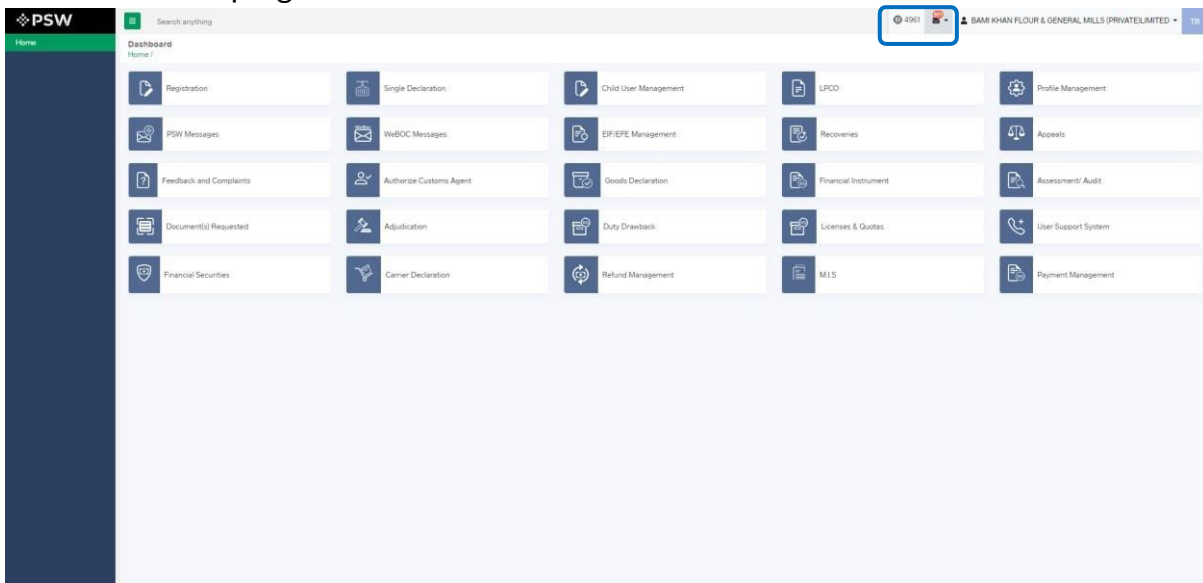 PSW
Search anything
4961
BAMI KHAN FLOUR & GENERAL MILLS (PRIVATE)LIMITED
TR
Home
Dashboard
Home /
Registration
Single Declaration
Child User Management
LPCO
Profile Management
PSW Messages
WeBOC Messages
EIF/EFE Management
Recoveries
Appeals
Feedback and Complaints
Authorize Customs Agent
Goods Declaration
Financial Instrument
Assessment/ Audit
Document(s) Requested
Adjudication
Duty Drawback
Licenses & Quotas
User Support System
Financial Securities
Carrier Declaration
Refund Management
M.I.S
Payment Management